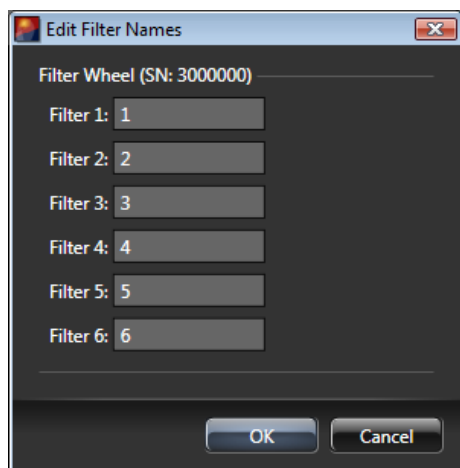 Edit Filter Names
Filter Wheel (SN: 3000000)
Filter 1: 1
Filter 2: 2
Filter 3: 3
Filter 4: 4
Filter 5: 5
Filter 6: 6
OK Cancel